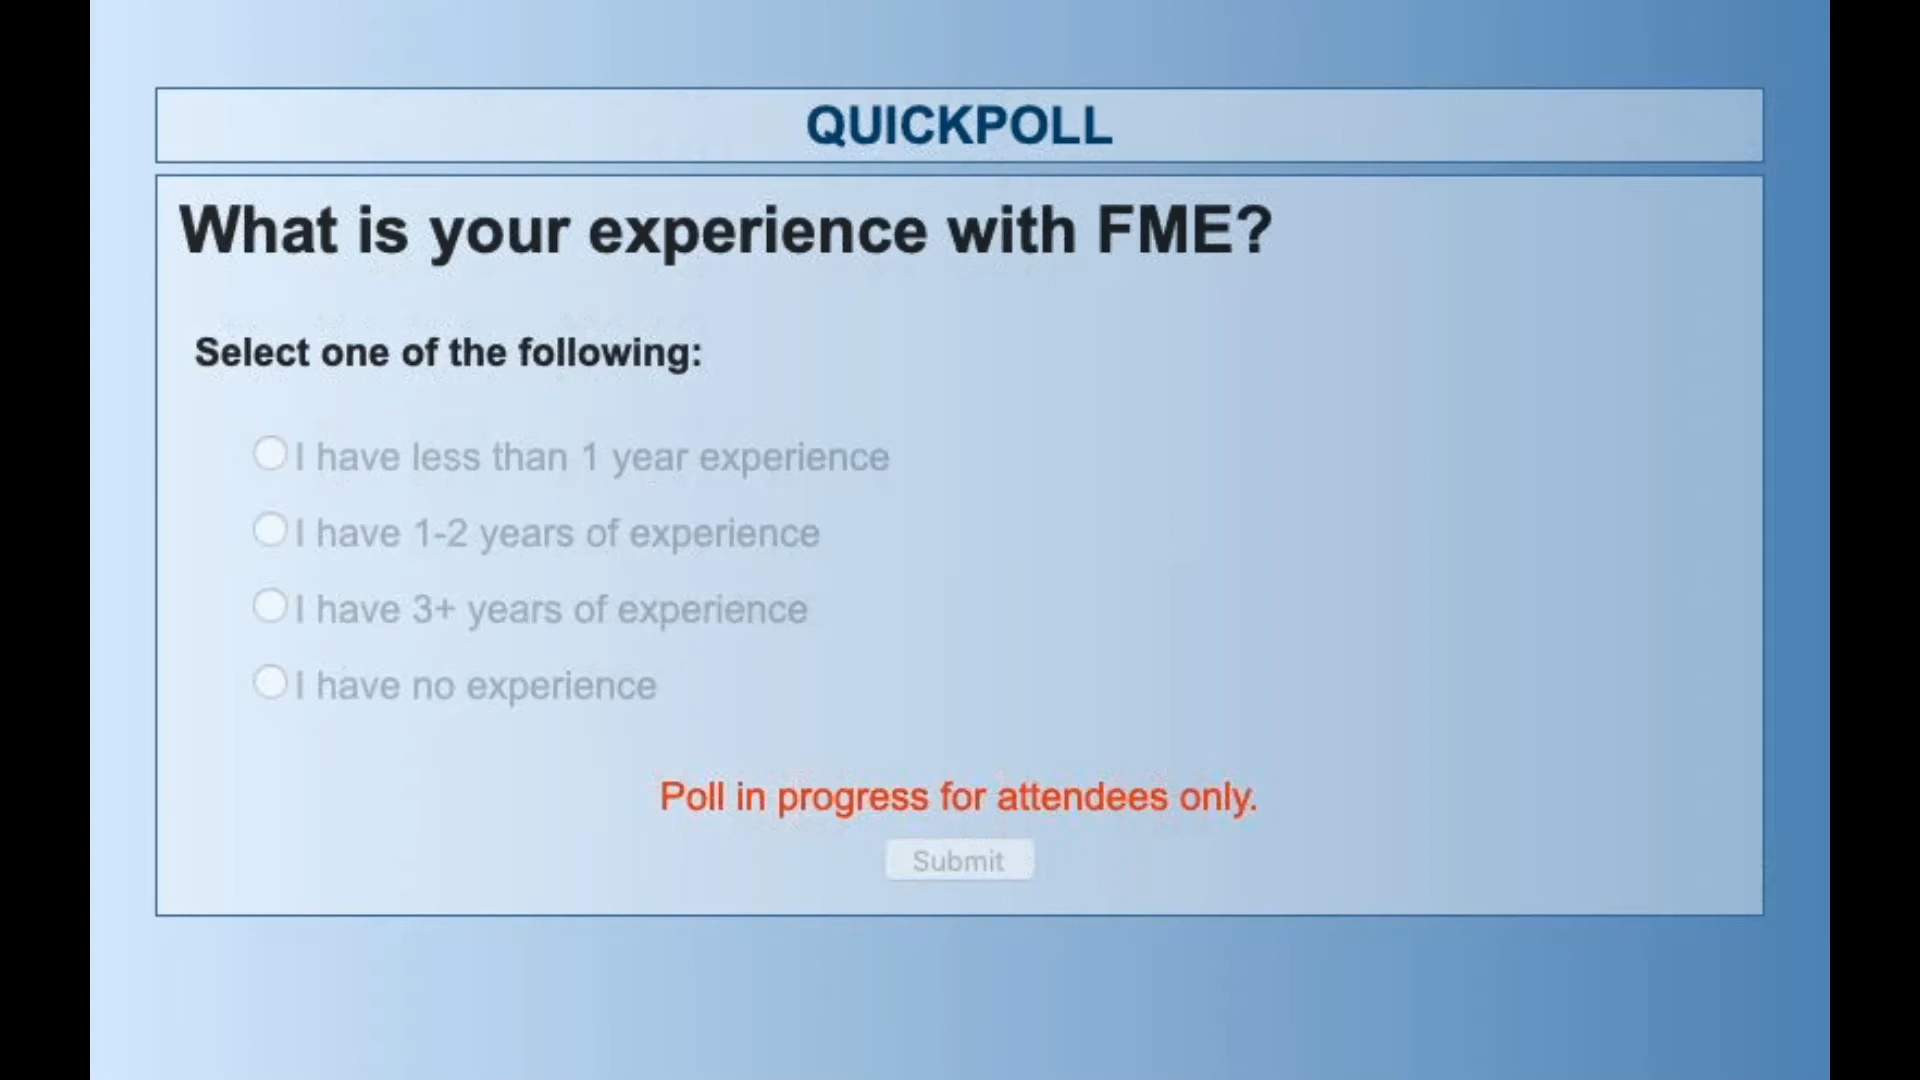 QUICKPOLL
What is your experience with FME?
Select one of the following:
I have less than 1 year experience
I have 1-2 years of experience
I have 3+ years of experience
I have no experience
Poll in progress for attendees only.
Submit